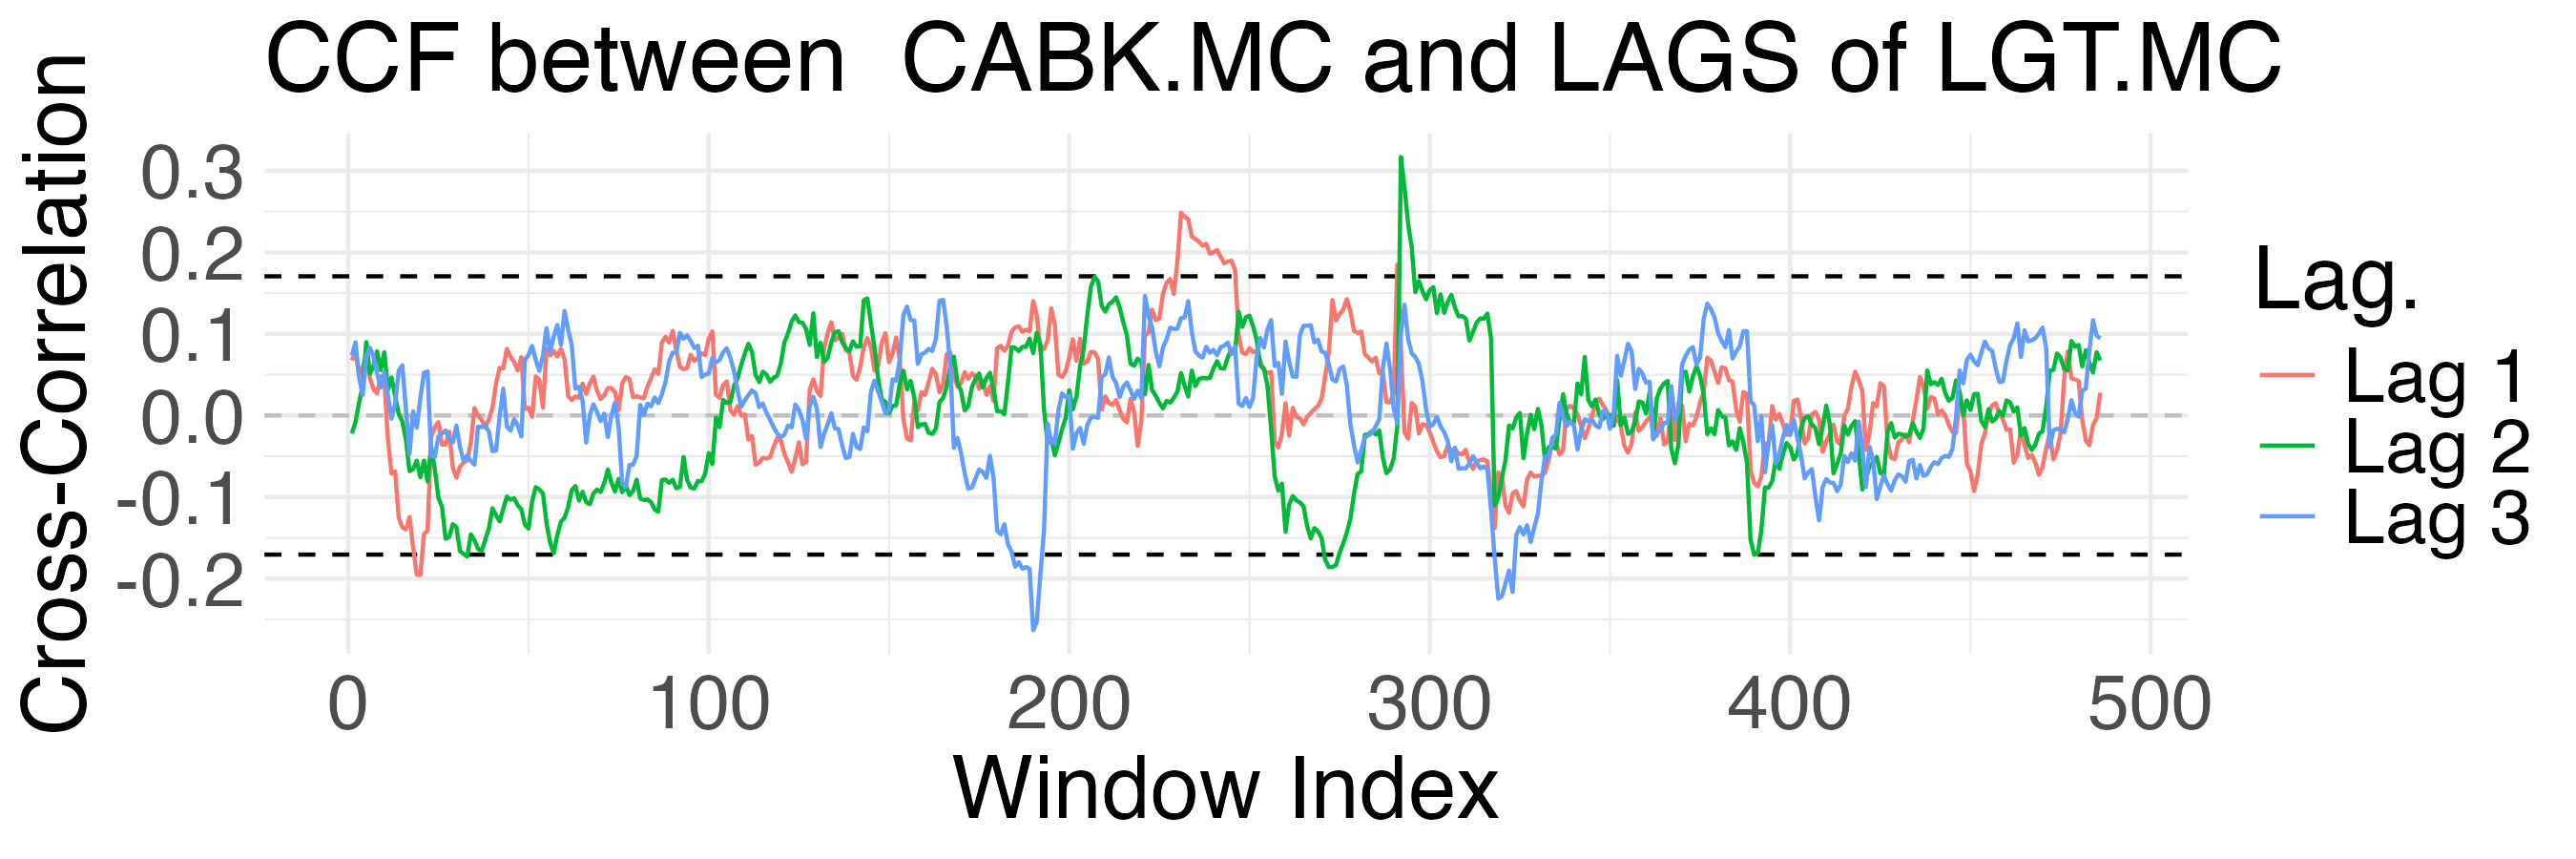 CCF between  CABK.MC and LAGS of LGT.MC
Cross-Correlation
0.3
0.2
0.1
0.0
-0.1
-0.2
0 100 200 300 400 500
Window Index
Lag.
Lag 1
Lag 2
Lag 3